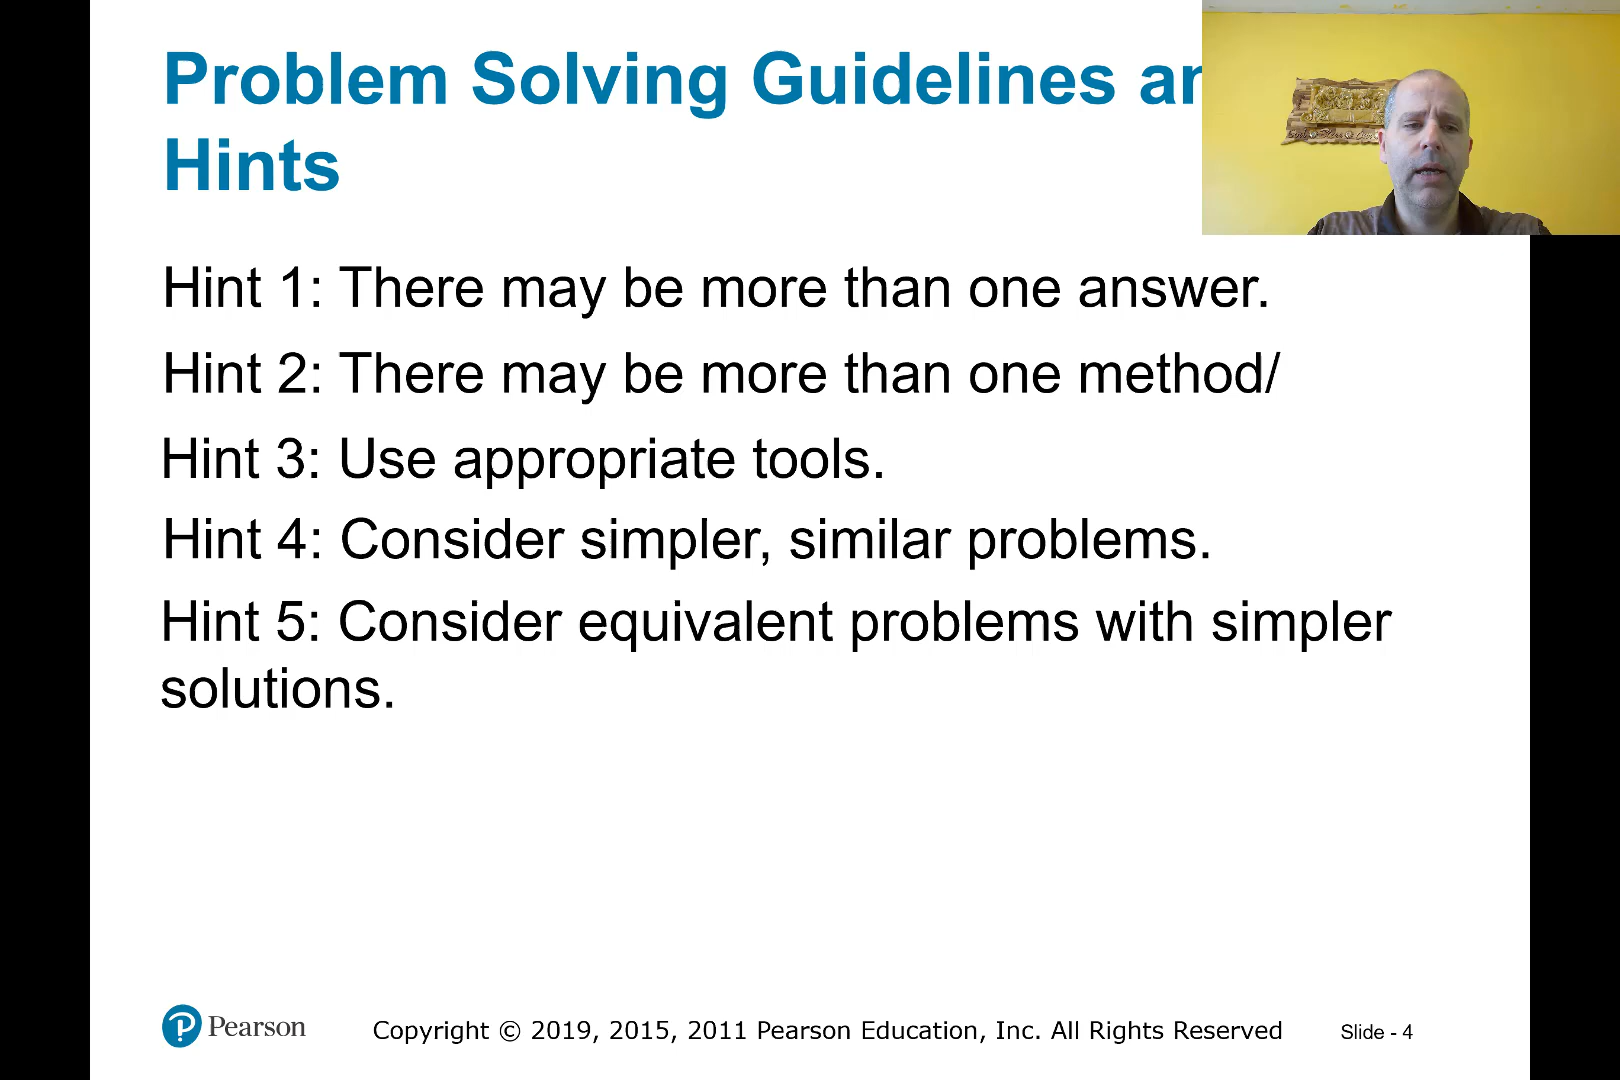 Problem Solving Guidelines
Hints
Hint 1: There may be more than one answer.
Hint 2: There may be more than one method/
Hint 3: Use appropriate tools.
Hint 4: Consider simpler, similar problems.
Hint 5: Consider equivalent problems with simpler
solutions.
Pearson
Copyright © 2019, 2015, 2011 Pearson Education, Inc. All Rights Reserved
Slide - 4